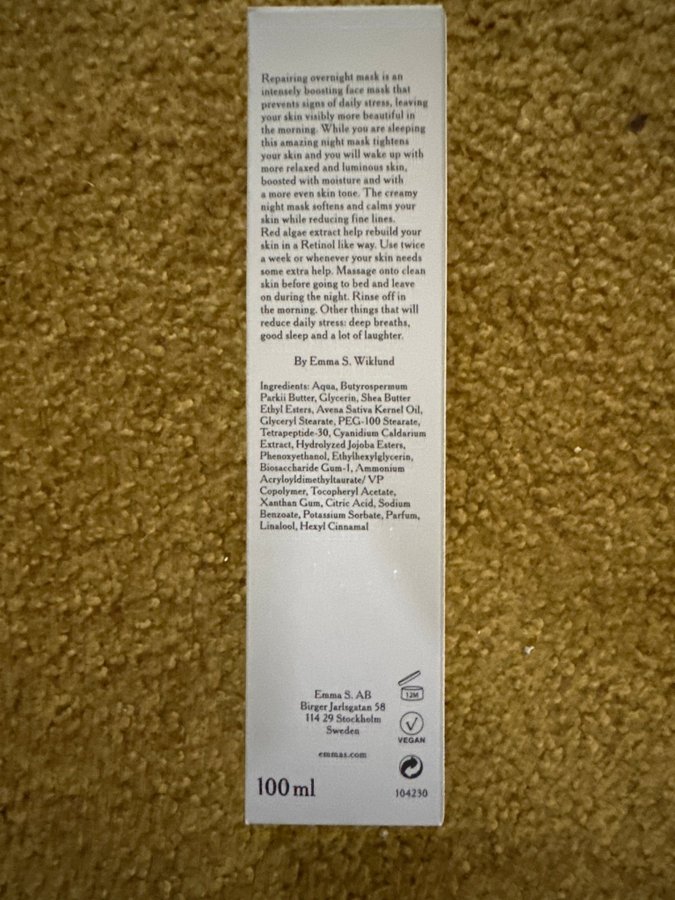 Repairing overnight mask is an
intensely boosting face mask that
prevents signs of daily stress, leaving
your skin visibly more beautiful in
the morning. While you are sleeping
this amazing night mask tightens
your skin and you will wake up with
more relaxed and luminous skin,
boosted with moisture and with
a more even skin tone. The creamy
night mask softens and calms your
skin while reducing fine lines.
Red algae extract help rebuild your
skin in a Retinol like way. Use twice
a week or whenever your skin needs
some extra help. Massage onto clean
skin before going to bed and leave
on during the night. Rinse off in
the morning. Other things that will
reduce daily stress: deep breaths,
good sleep and a lot of laughter.
By Emma S. Wiklund
Ingredients: Aqua, Butyrospermum
Parkii Butter, Glycerin, Shea Butter
Ethyl Esters, Avena Sativa Kernel Oil,
Glyceryl Stearate, PEG-100 Stearate,
Tetrapeptide-30, Cyanidium Caldarium
Extract, Hydrolyzed Jojoba Esters,
Phenoxyethanol, Ethylhexylglycerin,
Biosaccharide Gum-1, Ammonium
Acryloyldimethyltaurate/ VP
Copolymer, Tocopheryl Acetate,
Xanthan Gum, Citric Acid, Sodium
Benzoate, Potassium Sorbate, Parfum,
Linalool, Hexyl Cinnamal
Emma S. AB
Birger Jarlsgatan 58
114 29 Stockholm
Sweden
emmas.com
100 ml
12M
VEGAN
104230